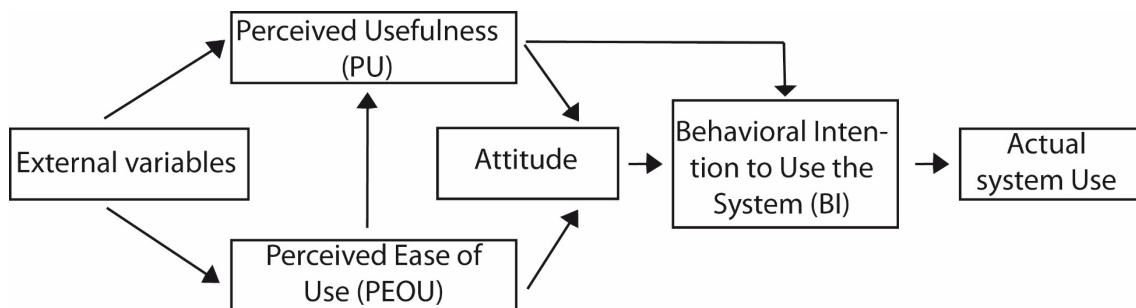 Perceived Usefulness
(PU)
External variables
Attitude
Behavioral Inten-
tion to Use the
System (BI)
Actual
system Use
Perceived Ease of
Use (PEOU)